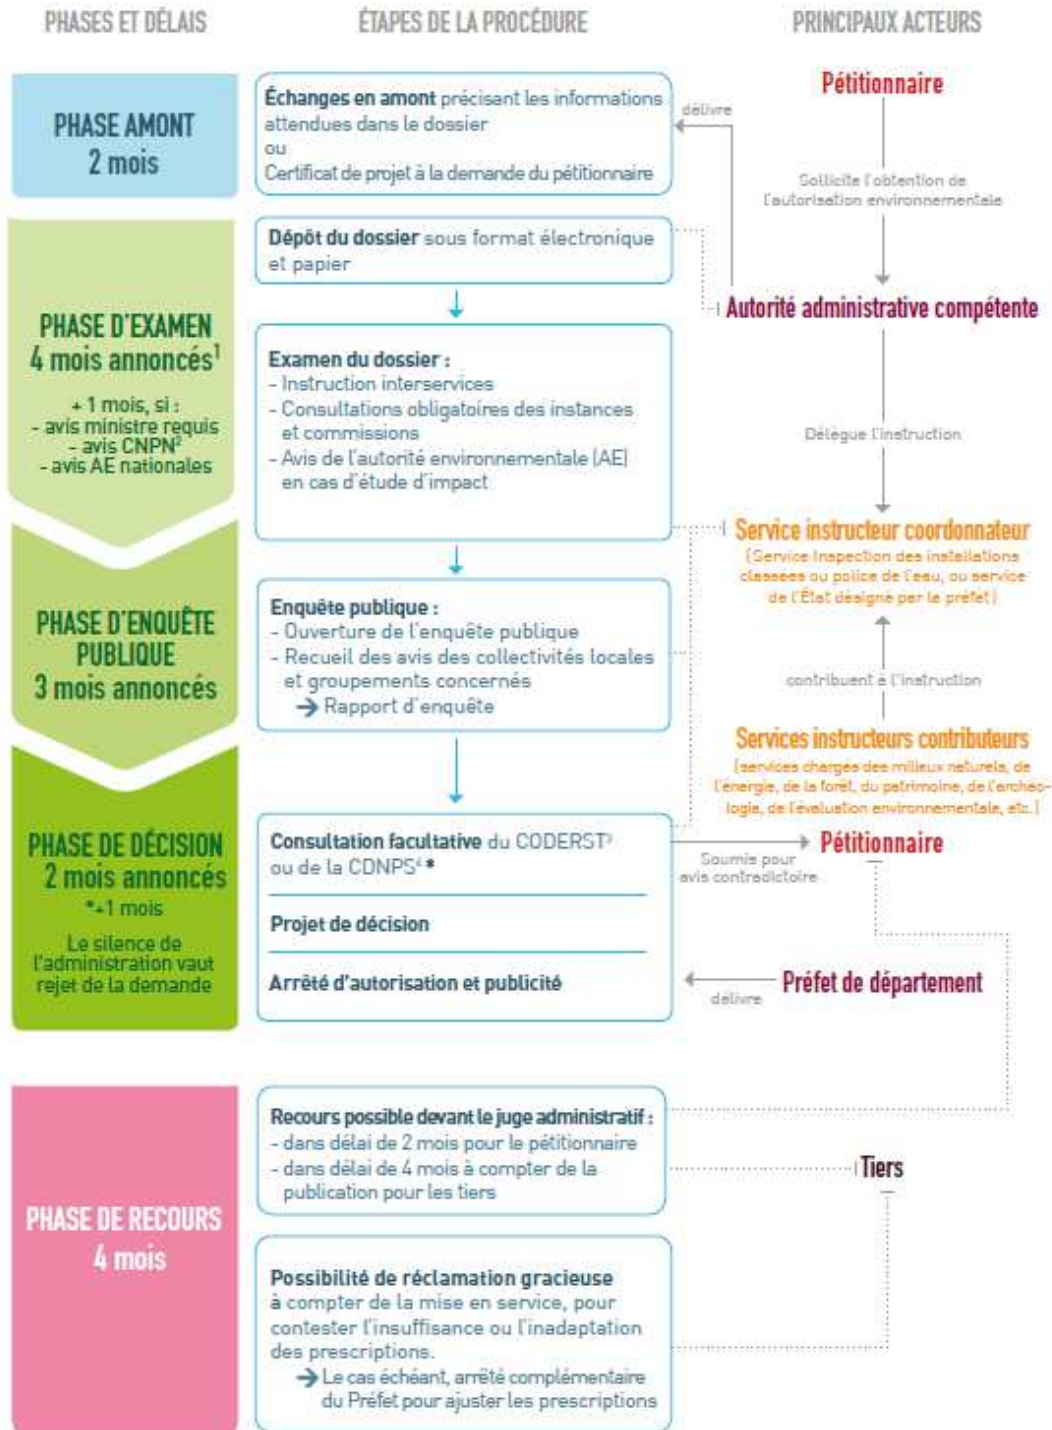 PHASES ET DÉLAIS
ÉTAPES DE LA PROCÉDURE
PRINCIPAUX ACTEURS
PHASE AMONT
2 mois
Échanges en amont précisant les informations
attendues dans le dossier
ou
Certificat de projet à la demande du pétitionnaire
délivre
Pétitionnaire
Sollicite l'obtention de
l'autorisation environnementale
PHASE D'EXAMEN
4 mois annoncés¹
+ 1 mois, si :
- avis ministre requis
- avis CNPN²
- avis AE nationales
Dépôt du dossier sous format électronique
et papier
Autorité administrative compétente
Examen du dossier :
- Instruction interservices
- Consultations obligatoires des instances
et commissions
- Avis de l'autorité environnementale (AE)
en cas d'étude d'impact
Délègue l'instruction
Service instructeur coordonnateur
(Service Inspection des installations
classées ou police de l'eau, ou service
de l'État désigné par le préfet)
PHASE D'ENQUÊTE
PUBLIQUE
3 mois annoncés
Enquête publique :
- Ouverture de l'enquête publique
- Recueil des avis des collectivités locales
et groupements concernés
→ Rapport d'enquête
contribuent à l'instruction
Services instructeurs contributeurs
(services chargés des milieux naturels, de
l'énergie, de la forêt, du patrimoine, de l'archéo-
logie, de l'évaluation environnementale, etc.)
PHASE DE DÉCISION
2 mois annoncés
*+1 mois
Le silence de
l'administration vaut
rejet de la demande
Consultation facultative du CODERST³
ou de la CDNPS⁴ *
Projet de décision
Arrêté d'autorisation et publicité
Soumis pour
avis contradictoire
Pétitionnaire
délivre
Préfet de département
PHASE DE RECOURS
4 mois
Recours possible devant le juge administratif :
- dans délai de 2 mois pour le pétitionnaire
- dans délai de 4 mois à compter de la
publication pour les tiers
Tiers
Possibilité de réclamation gracieuse
à compter de la mise en service, pour
contester l'insuffisance ou l'inadaptation
des prescriptions.
→ Le cas échéant, arrêté complémentaire
du Préfet pour ajuster les prescriptions